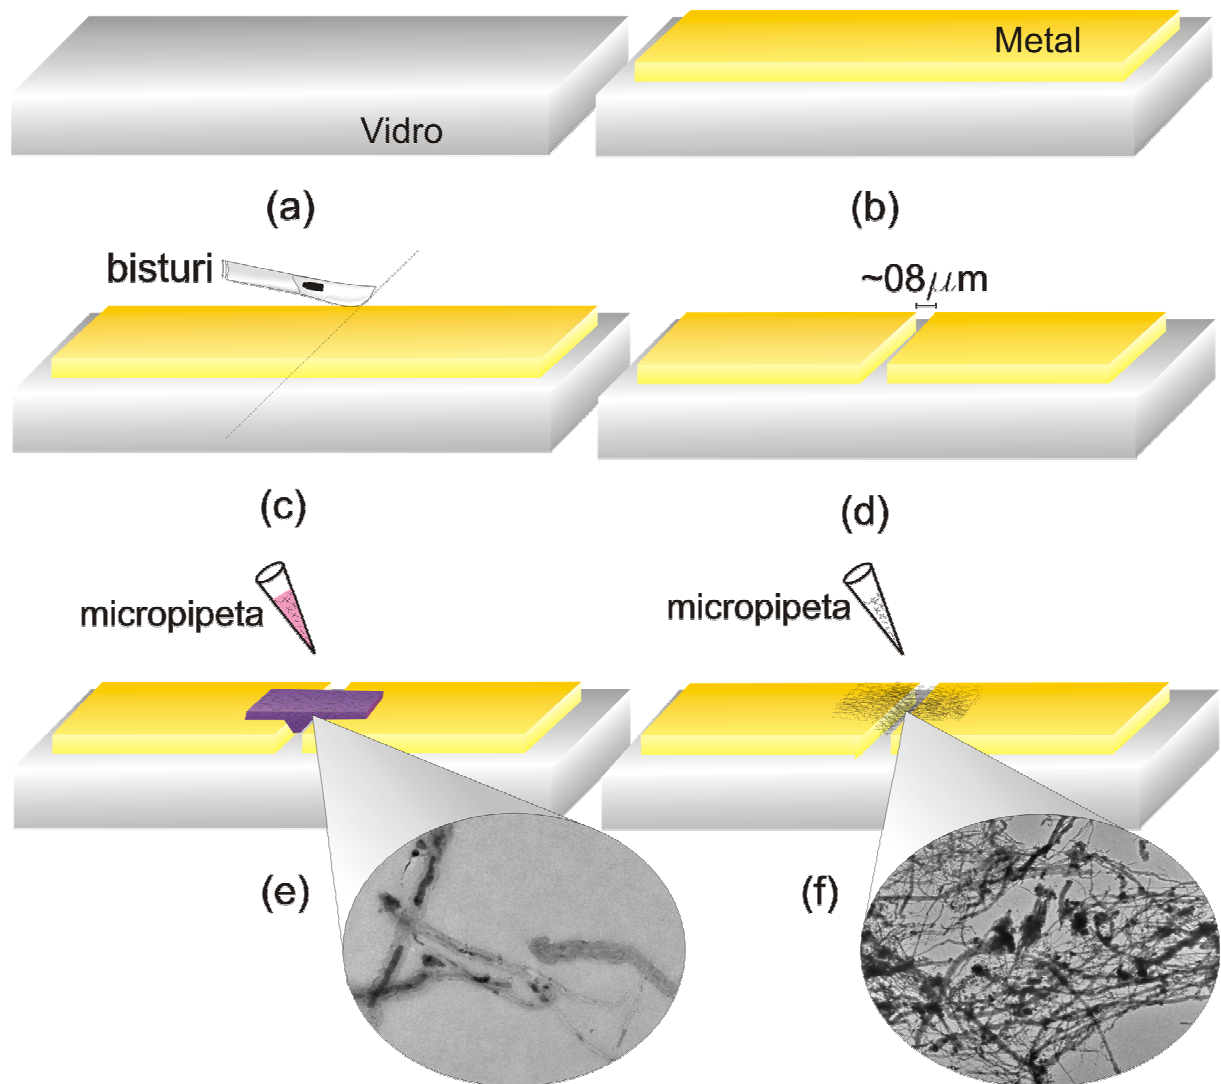 Metal
Vidro
(a)
(b)
bisturi
~08μm
(c)
(d)
micropipeta
micropipeta
(e)
(f)